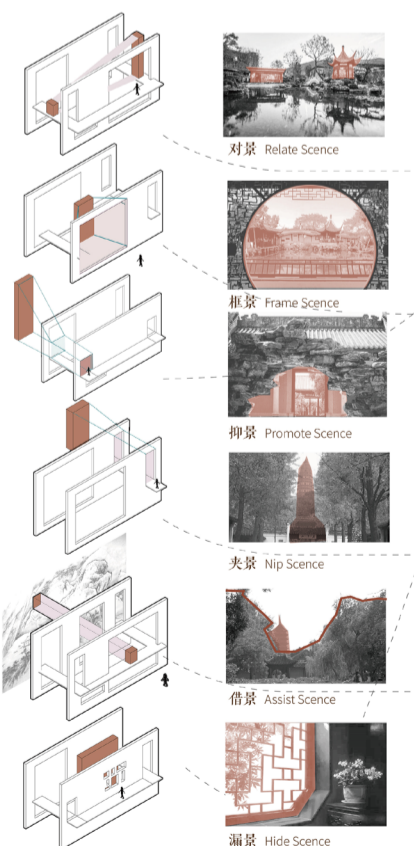 对景 Relate Scence
框景 Frame Scence
抑景 Promote Scence
夹景 Nip Scence
借景 Assist Scence
漏景 Hide Scence